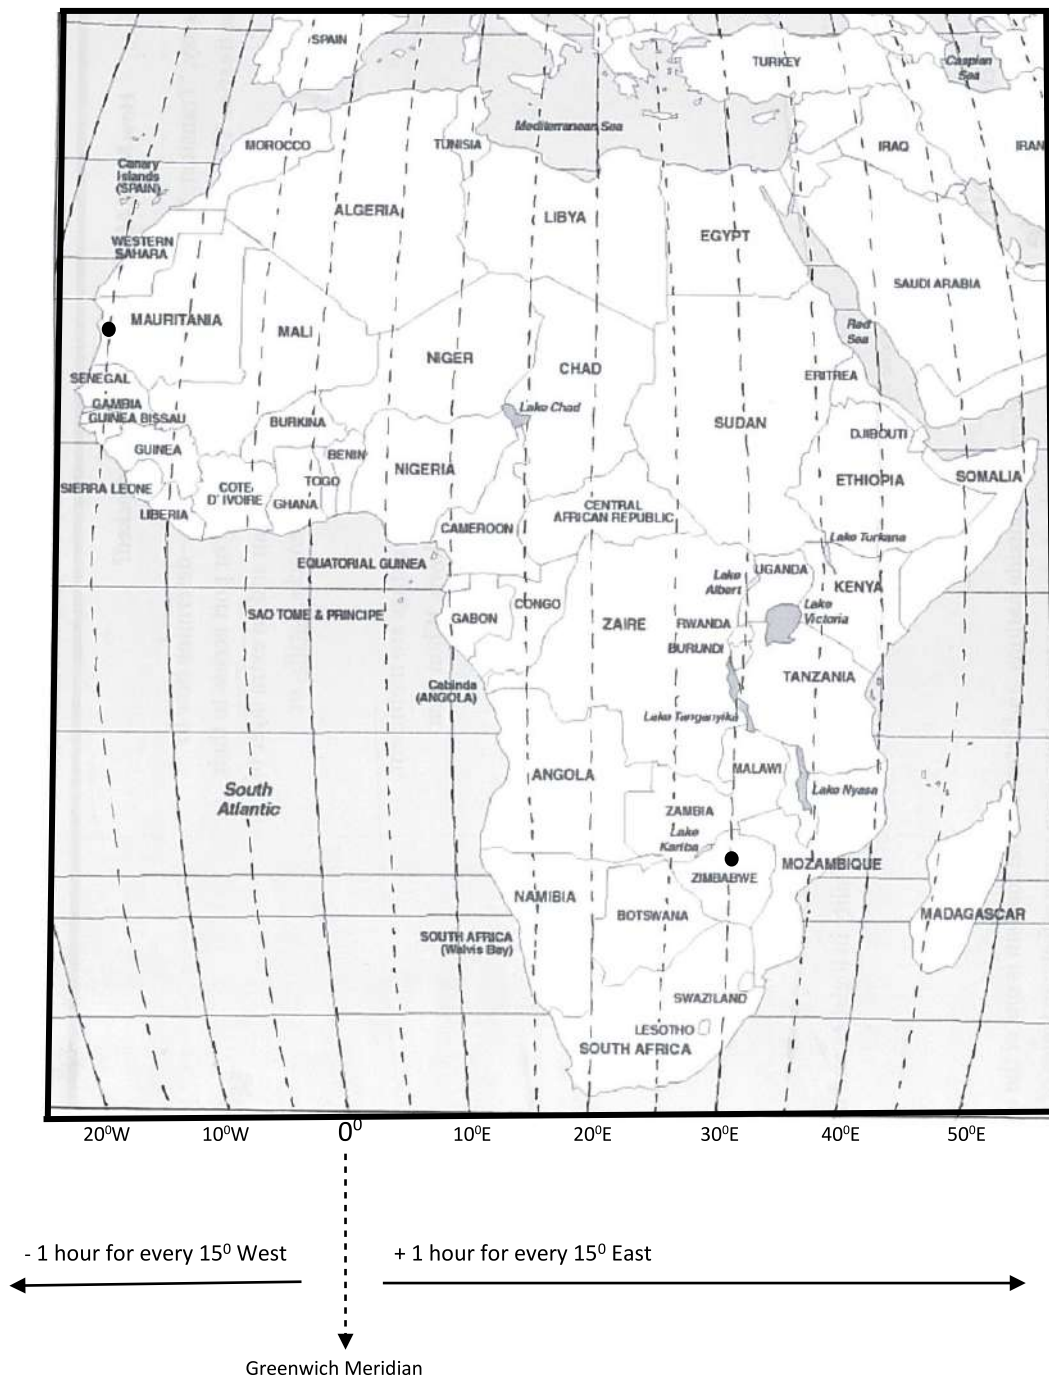 SPAIN
TURKEY
Caspian
Sea
Mediterranean Sea
MOROCCO
TUNISIA
IRAQ
IRAN
Canary
Islands
(SPAIN)
ALGERIA
LIBYA
EGYPT
WESTERN
SAHARA
SAUDI ARABIA
MAURITANIA
MALI
Red
Sea
NIGER
CHAD
SENEGAL
ERITREA
GAMBIA
GUINEA BISSAU
Lake Chad
BURKINA
SUDAN
DJIBOUTI
GUINEA
BENIN
NIGERIA
SIERRA LEONE
COTE
D' IVOIRE
TOGO
GHANA
ETHIOPIA
SOMALIA
LIBERIA
CENTRAL
AFRICAN REPUBLIC
CAMEROON
Lake Turkana
EQUATORIAL GUINEA
Lake
Albert
UGANDA
KENYA
SAO TOME & PRINCIPE
GABON
CONGO
ZAIRE
RWANDA
Lake
Victoria
BURUNDI
Cabinda
(ANGOLA)
TANZANIA
Lake Tanganyika
ANGOLA
MALAWI
Lake Nyasa
South
Atlantic
ZAMBIA
Lake
Kariba
MOZAMBIQUE
ZIMBABWE
NAMIBIA
BOTSWANA
MADAGASCAR
SOUTH AFRICA
(Walvis Bay)
SWAZILAND
LESOTHO
SOUTH AFRICA
20⁰W 10⁰W 0⁰ 10⁰E 20⁰E 30⁰E 40⁰E 50⁰E
- 1 hour for every 15⁰ West
+ 1 hour for every 15⁰ East
Greenwich Meridian